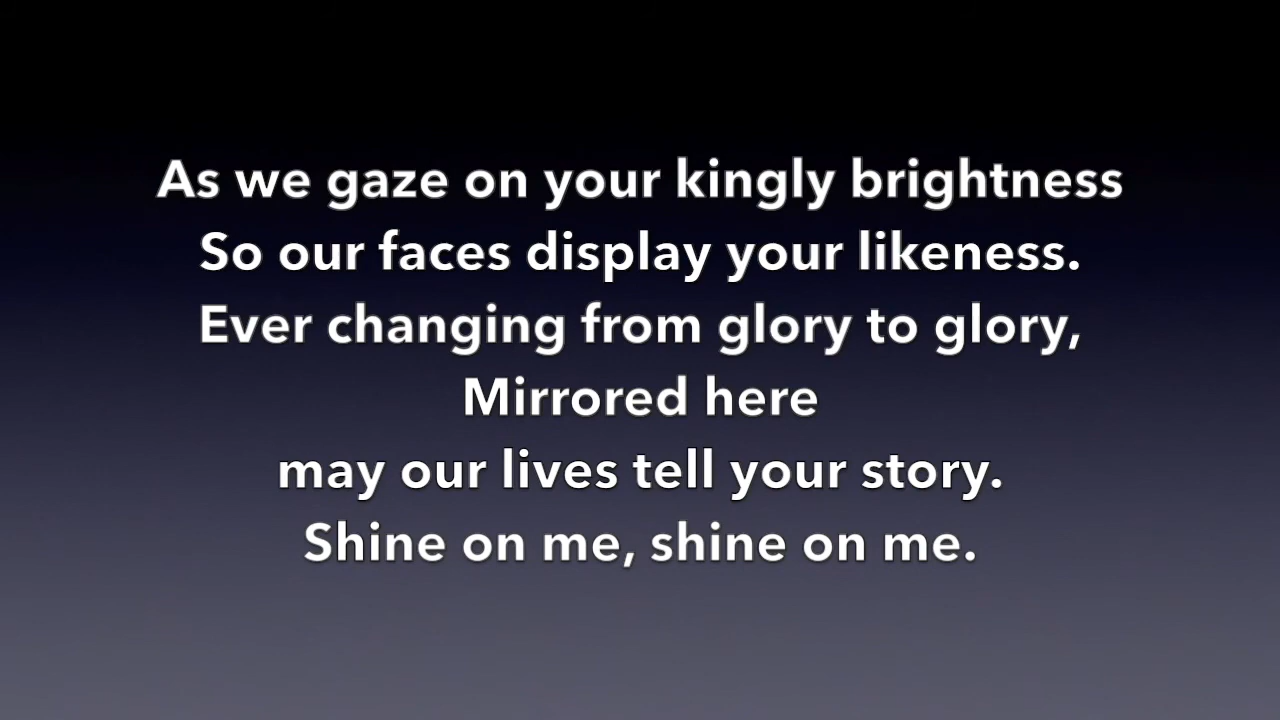 As we gaze on your kingly brightness
So our faces display your likeness.
Ever changing from glory to glory,
Mirrored here
may our lives tell your story.
Shine on me, shine on me.